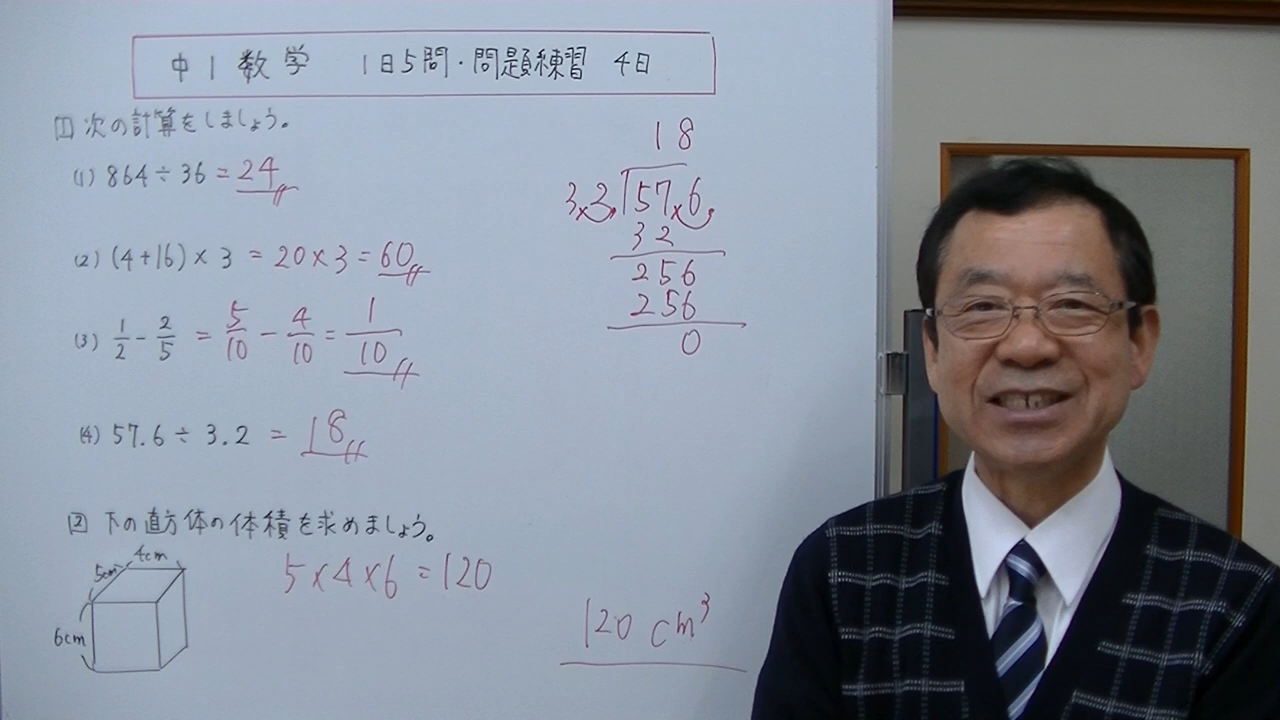 中1数学 1日5問・問題練習 4日
1 次の計算をしましょう。
(1) 864÷36 = 24
(2) (4+16)×3 = 20×3 = 60
(3) 1/2 - 2/5 = 5/10 - 4/10 = 1/10
(4) 57.6÷3.2 = 18
18
3.2 57.6
32
256
256
0
2 下の直方体の体積を求めましょう。
4cm
5cm
6cm
5×4×6 = 120
120 cm³